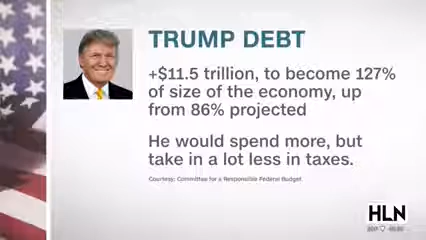 TRUMP DEBT
+$11.5 trillion, to become 127%
of size of the economy, up
from 86% projected
He would spend more, but
take in a lot less in taxes.
Courtesy: Committee for a Responsible Federal Budget
HLN